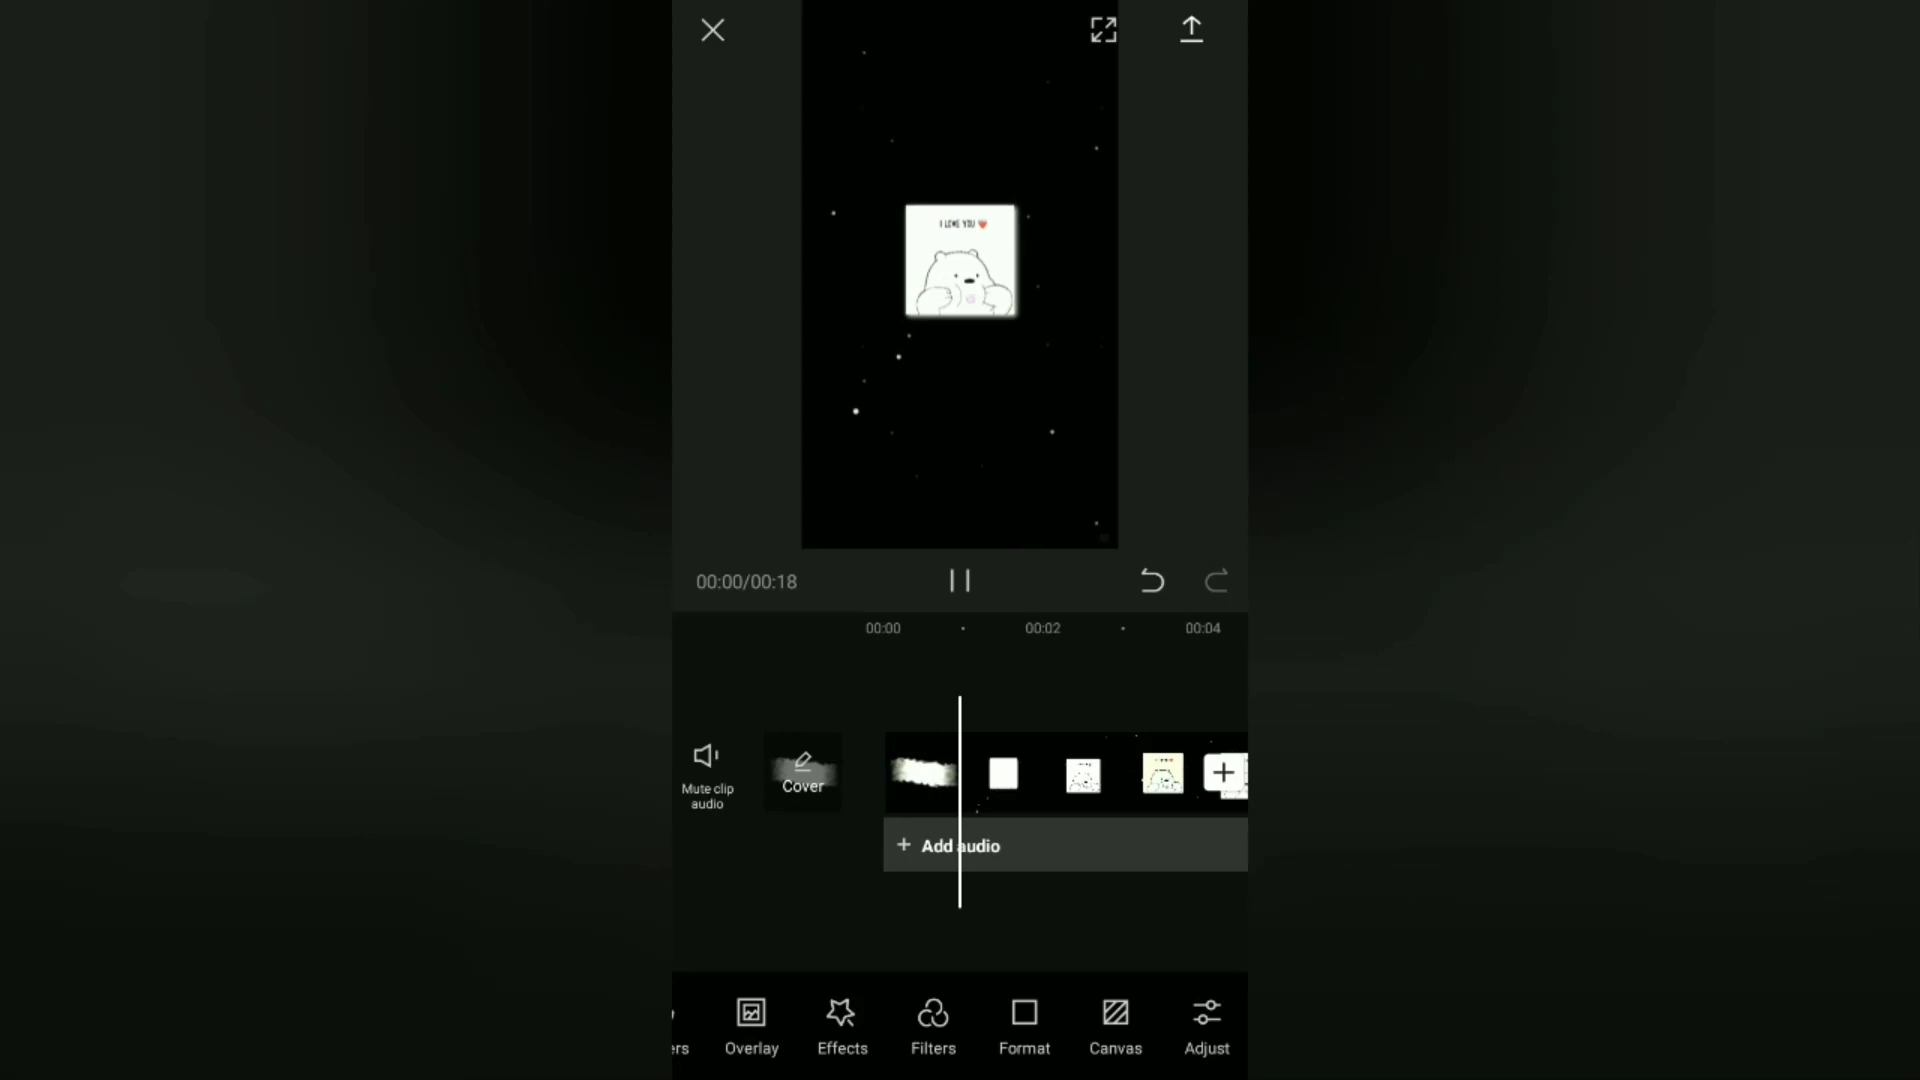 I LOVE YOU
00:00/00:18
00:00
00:02
00:04
Mute clip
audio
Cover
+ Add audio
ers
Overlay
Effects
Filters
Format
Canvas
Adjust